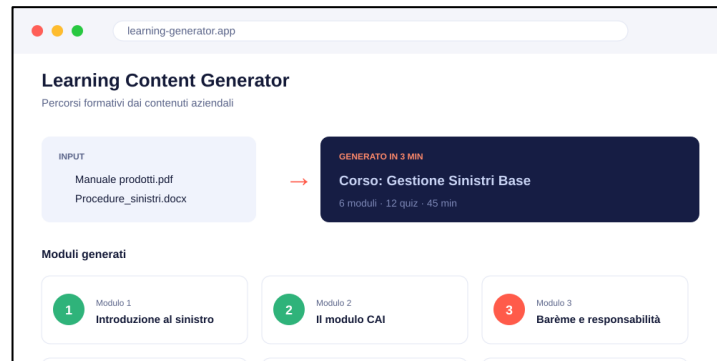 learning-generator.app
Learning Content Generator
Percorsi formativi dai contenuti aziendali
INPUT
Manuale prodotti.pdf
Procedure_sinistri.docx
→
GENERATO IN 3 MIN
Corso: Gestione Sinistri Base
6 moduli · 12 quiz · 45 min
Moduli generati
1
Modulo 1
Introduzione al sinistro
2
Modulo 2
Il modulo CAI
3
Modulo 3
Barème e responsabilità